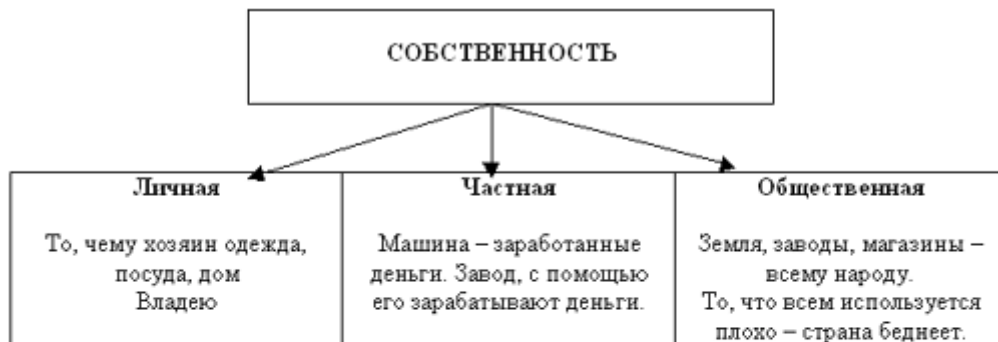 СОБСТВЕННОСТЬ
Личная
То, чему хозяин одежда,
посуда, дом
Владею
Частная
Машина – заработанные
деньги. Завод, с помощью
его зарабатывают деньги.
Общественная
Земля, заводы, магазины –
всему народу.
То, что всем используется
плохо – страна беднеет.